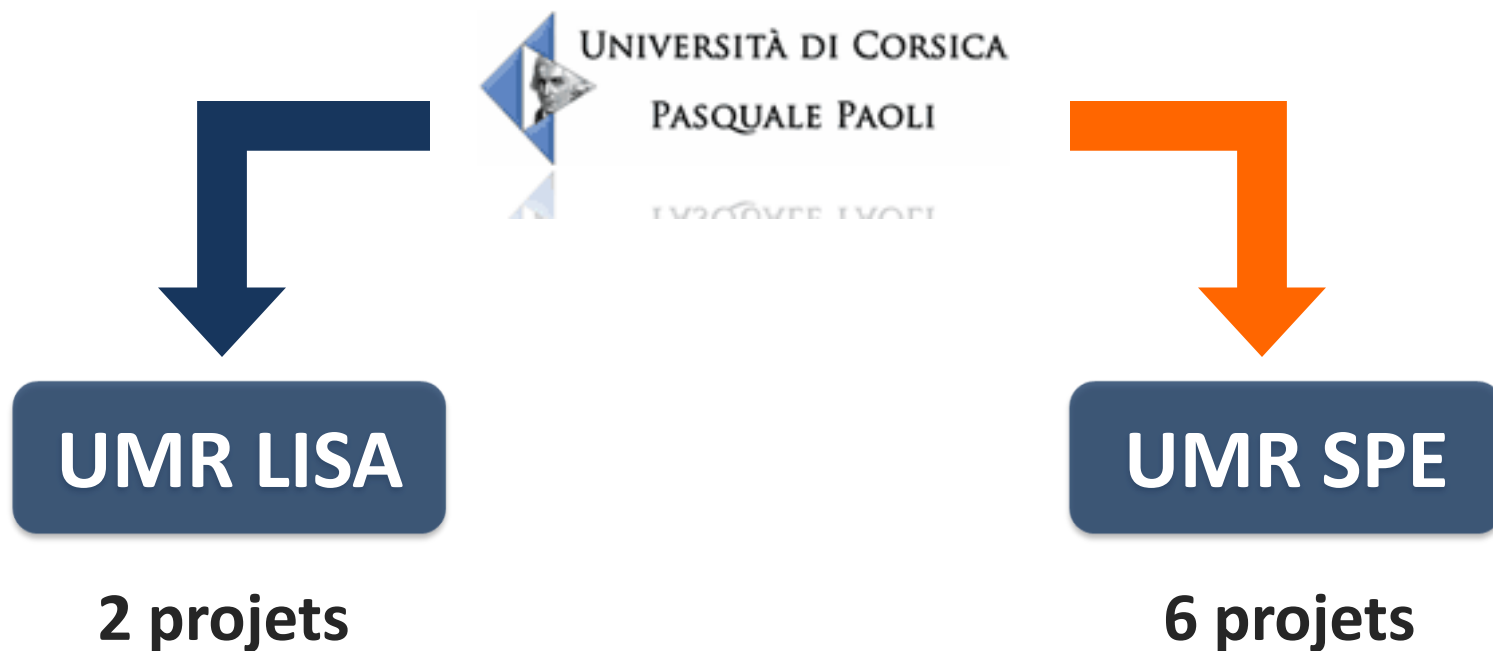 UNIVERSITÀ DI CORSICA
PASQUALE PAOLI
UMR LISA
UMR SPE
2 projets
6 projets